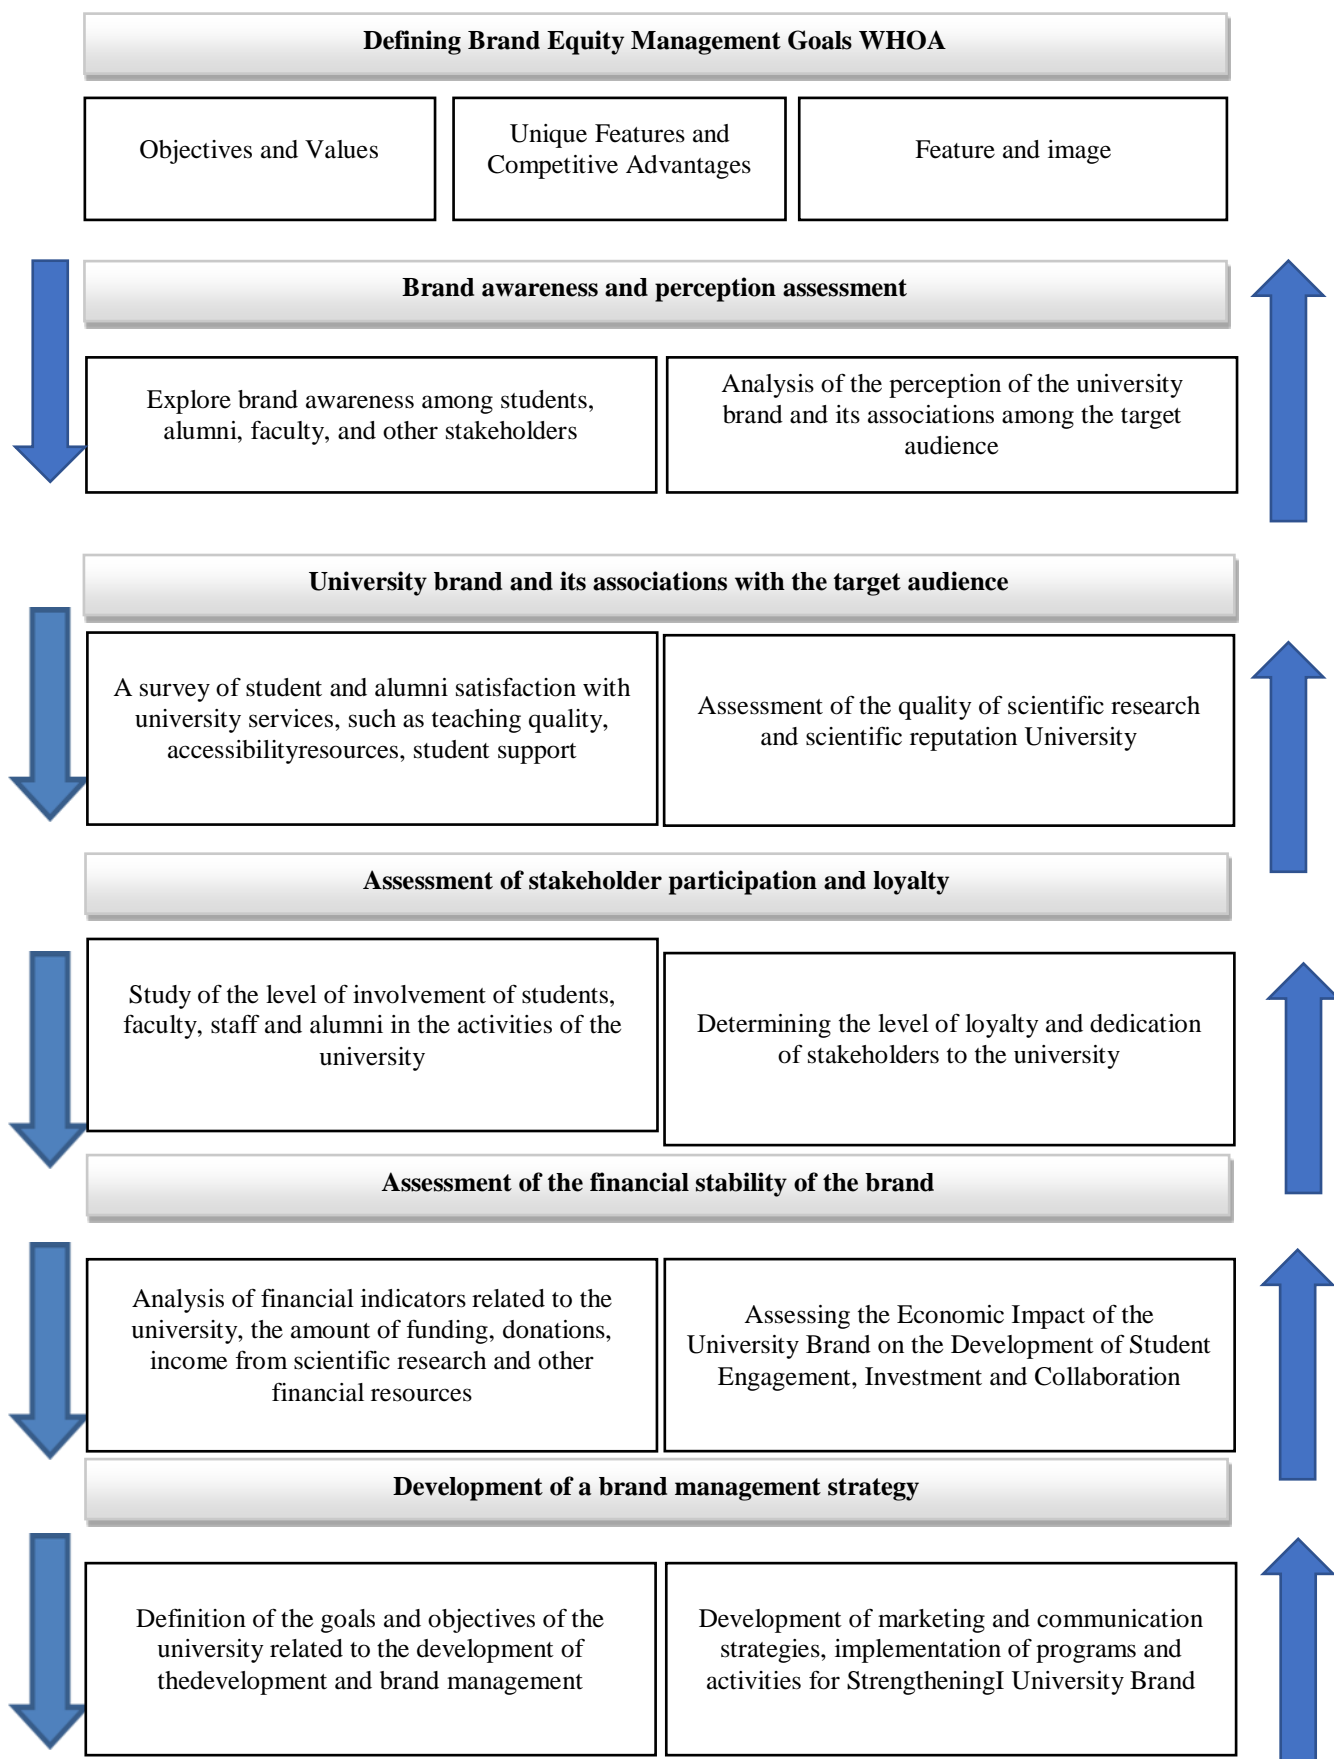 Defining Brand Equity Management Goals WHOA
Objectives and Values
Unique Features and
Competitive Advantages
Feature and image
Brand awareness and perception assessment
Explore brand awareness among students,
alumni, faculty, and other stakeholders
Analysis of the perception of the university
brand and its associations among the target
audience
University brand and its associations with the target audience
A survey of student and alumni satisfaction with
university services, such as teaching quality,
accessibilityresources, student support
Assessment of the quality of scientific research
and scientific reputation University
Assessment of stakeholder participation and loyalty
Study of the level of involvement of students,
faculty, staff and alumni in the activities of the
university
Determining the level of loyalty and dedication
of stakeholders to the university
Assessment of the financial stability of the brand
Analysis of financial indicators related to the
university, the amount of funding, donations,
income from scientific research and other
financial resources
Assessing the Economic Impact of the
University Brand on the Development of Student
Engagement, Investment and Collaboration
Development of a brand management strategy
Definition of the goals and objectives of the
university related to the development of
thedevelopment and brand management
Development of marketing and communication
strategies, implementation of programs and
activities for StrengtheningI University Brand